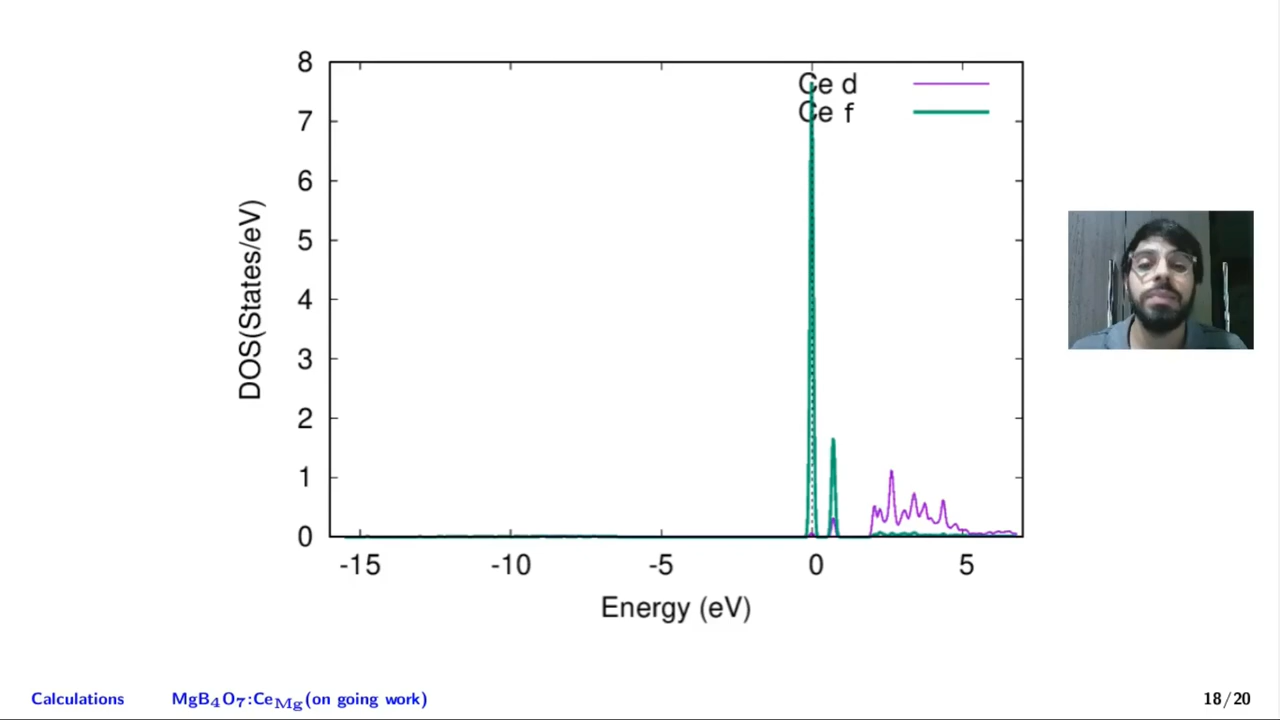 8
7
6
5
4
3
2
1
0
DOS(States/eV)
Ce d
Ce f
-15 -10 -5 0 5
Energy (eV)
Calculations MgB₄O₇:Ce_Mg(on going work) 18/20